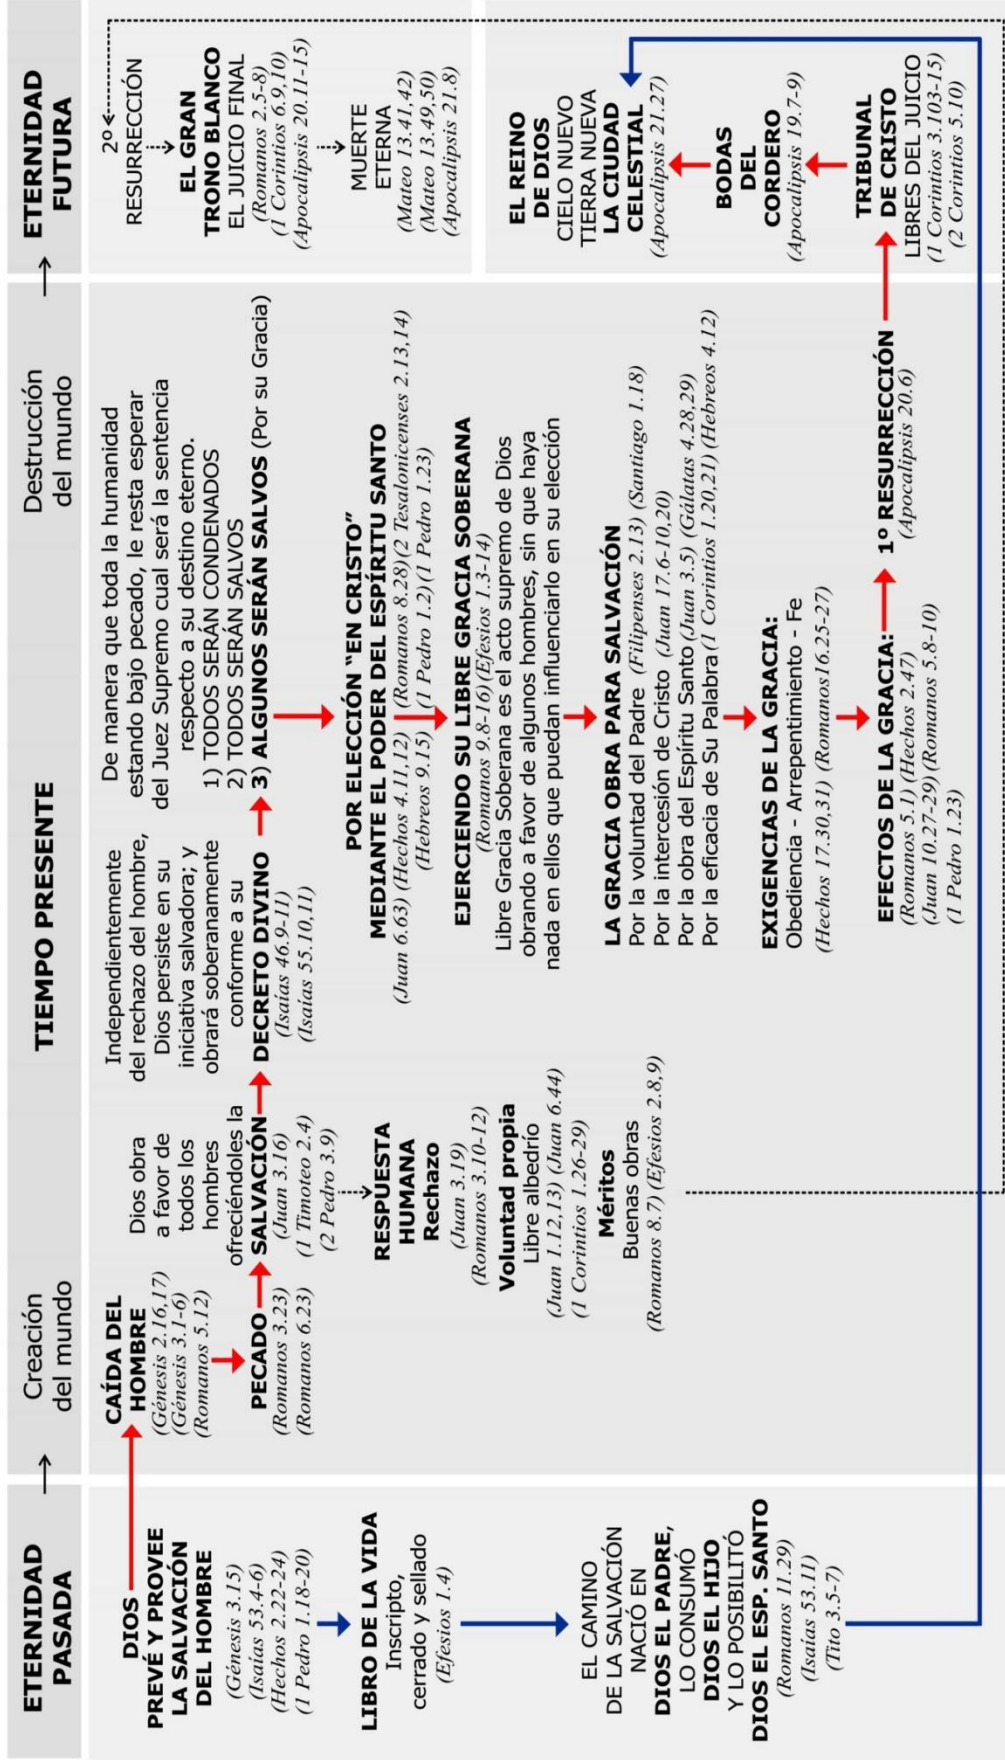 ETERNIDAD
PASADA
→
Creación
del mundo
TIEMPO PRESENTE
Destrucción
del mundo
→
ETERNIDAD
FUTURA
DIOS
PREVÉ Y PROVEE
LA SALVACIÓN
DEL HOMBRE
(Génesis 3.15)
(Isaías 53.4-6)
(Hechos 2.22-24)
(1 Pedro 1.18-20)
LIBRO DE LA VIDA
Inscripto,
cerrado y sellado
(Efesios 1.4)
EL CAMINO
DE LA SALVACIÓN
NACIÓ EN
DIOS EL PADRE,
LO CONSUMÓ
DIOS EL HIJO
Y LO POSIBILITÓ
DIOS EL ESP. SANTO
(Romanos 11.29)
(Isaías 53.11)
(Tito 3.5-7)
CAÍDA DEL
HOMBRE
(Génesis 2.16,17)
(Génesis 3.1-6)
(Romanos 5.12)
PECADO
(Romanos 3.23)
(Romanos 6.23)
Dios obra
a favor de
todos los
hombres
ofreciéndoles la
SALVACIÓN
(Juan 3.16)
(1 Timoteo 2.4)
(2 Pedro 3.9)
RESPUESTA
HUMANA
Rechazo
(Juan 3.19)
(Romanos 3.10-12)
Voluntad propia
Libre albedrío
(Juan 1.12,13) (Juan 6.44)
(1 Corintios 1.26-29)
Méritos
Buenas obras
(Romanos 8.7) (Efesios 2.8,9)
Independientemente
del rechazo del hombre,
Dios persiste en su
iniciativa salvadora; y
obrará soberanamente
conforme a su
DECRETO DIVINO
(Isaías 46.9-11)
(Isaías 55.10,11)
De manera que toda la humanidad
estando bajo pecado, le resta esperar
del Juez Supremo cual será la sentencia
respecto a su destino eterno.
1) TODOS SERÁN CONDENADOS
2) TODOS SERÁN SALVOS
3) ALGUNOS SERÁN SALVOS (Por su Gracia)
POR ELECCIÓN "EN CRISTO"
MEDIANTE EL PODER DEL ESPÍRITU SANTO
(Juan 6.63) (Hechos 4.11,12) (Romanos 8.28)(2 Tesalonicenses 2.13,14)
(Hebreos 9.15) (1 Pedro 1.2)(1 Pedro 1.23)
EJERCIENDO SU LIBRE GRACIA SOBERANA
(Romanos 9.8-16)(Efesios 1.3-14)
Libre Gracia Soberana es el acto supremo de Dios
obrando a favor de algunos hombres, sin que haya
nada en ellos que puedan influenciarlo en su elección
LA GRACIA OBRA PARA SALVACIÓN
Por la voluntad del Padre (Filipenses 2.13) (Santiago 1.18)
Por la intercesión de Cristo (Juan 17.6-10,20)
Por la obra del Espíritu Santo (Juan 3.5) (Gálatas 4.28,29)
Por la eficacia de Su Palabra (1 Corintios 1.20,21) (Hebreos 4.12)
EXIGENCIAS DE LA GRACIA:
Obediencia - Arrepentimiento - Fe
(Hechos 17.30,31) (Romanos16.25-27)
EFECTOS DE LA GRACIA:
(Romanos 5.1) (Hechos 2.47)
(Juan 10.27-29) (Romanos 5.8-10)
(1 Pedro 1.23)
1º RESURRECCIÓN
(Apocalipsis 20.6)
2º
RESURRECCIÓN
EL GRAN
TRONO BLANCO
EL JUICIO FINAL
(Romanos 2.5-8)
(1 Corintios 6.9,10)
(Apocalipsis 20.11-15)
MUERTE
ETERNA
(Mateo 13.41,42)
(Mateo 13.49,50)
(Apocalipsis 21.8)
EL REINO
DE DIOS
CIELO NUEVO
TIERRA NUEVA
LA CIUDAD
CELESTIAL
(Apocalipsis 21.27)
BODAS
DEL
CORDERO
(Apocalipsis 19.7-9)
TRIBUNAL
DE CRISTO
LIBRES DEL JUICIO
(1 Corintios 3.103-15)
(2 Corintios 5.10)